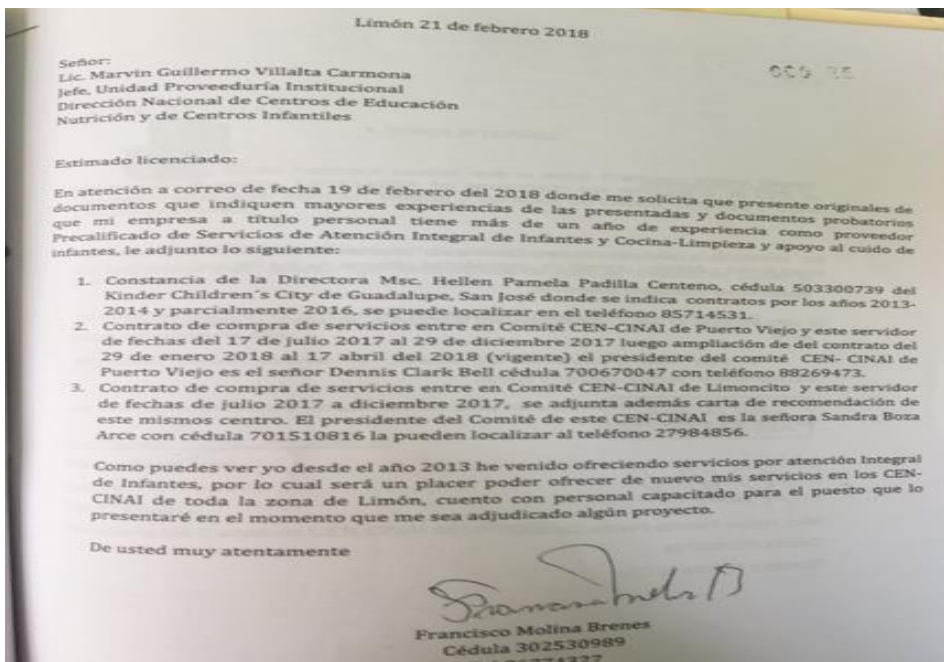 Limón 21 de febrero 2018
Señor:
Lic. Marvin Guillermo Villalta Carmona
Jefe, Unidad Proveeduría Institucional
Dirección Nacional de Centros de Educación
Nutrición y de Centros Infantiles
Estimado licenciado:
En atención a correo de fecha 19 de febrero del 2018 donde me solicita que presente originales de
documentos que indiquen mayores experiencias de las presentadas y documentos probatorios
que mi empresa a título personal tiene más de un año de experiencia como proveedor
Precalificado de Servicios de Atención Integral de Infantes y Cocina-Limpieza y apoyo al cuido de
infantes, le adjunto lo siguiente:
1. Constancia de la Directora Msc. Hellen Pamela Padilla Centeno, cédula 503300739 del
Kinder Children´s City de Guadalupe, San José donde se indica contratos por los años 2013-
2014 y parcialmente 2016, se puede localizar en el teléfono 85714531.
2. Contrato de compra de servicios entre en Comité CEN-CINAI de Puerto Viejo y este servidor
de fechas del 17 de julio 2017 al 29 de diciembre 2017 luego ampliación de del contrato del
29 de enero 2018 al 17 abril del 2018 (vigente) el presidente del comité CEN- CINAI de
Puerto Viejo es el señor Dennis Clark Bell cédula 700670047 con teléfono 88269473.
3. Contrato de compra de servicios entre en Comité CEN-CINAI de Limoncito y este servidor
de fechas de julio 2017 a diciembre 2017, se adjunta además carta de recomendación de
este mismos centro. El presidente del Comité de este CEN-CINAI es la señora Sandra Boza
Arce con cédula 701510816 la pueden localizar al teléfono 27984856.
Como puedes ver yo desde el año 2013 he venido ofreciendo servicios por atención Integral
de Infantes, por lo cual será un placer poder ofrecer de nuevo mis servicios en los CEN-
CINAI de toda la zona de Limón, cuento con personal capacitado para el puesto que lo
presentaré en el momento que me sea adjudicado algún proyecto.
De usted muy atentamente
Francisco Molina Brenes
Cédula 302530989